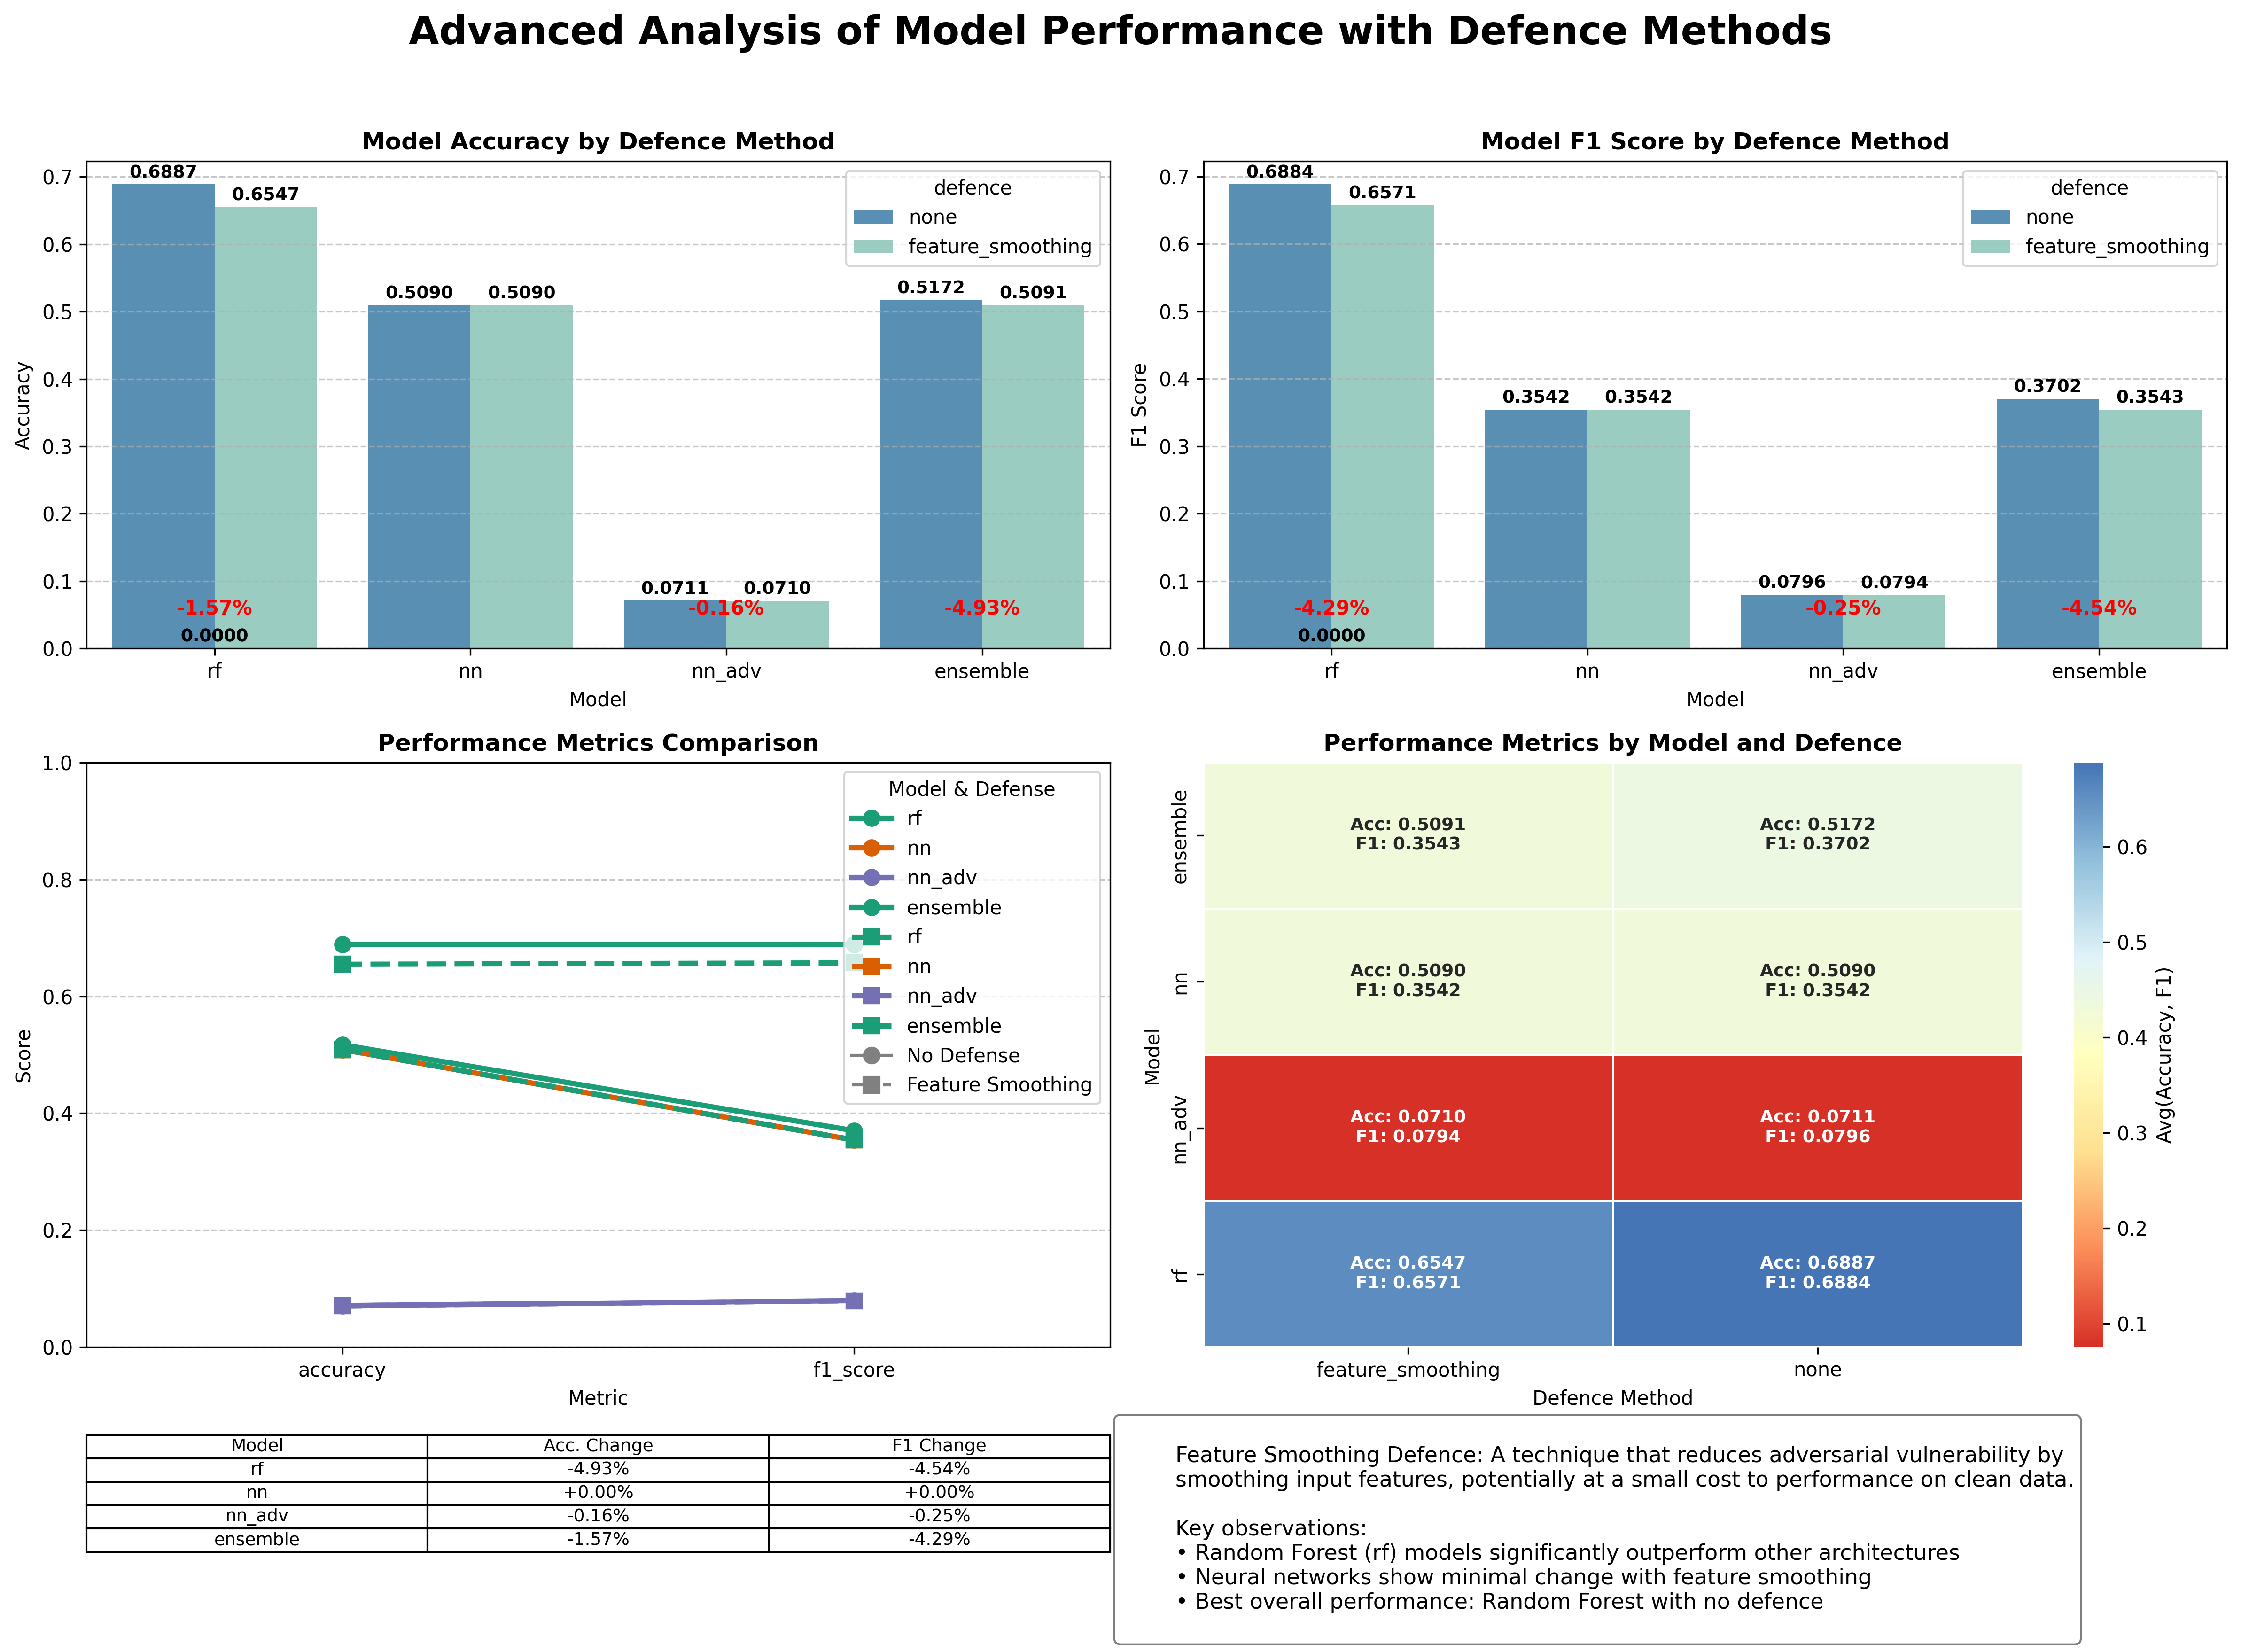 Advanced Analysis of Model Performance with Defence Methods
Model Accuracy by Defence Method
Accuracy
0.7
0.6
0.5
0.4
0.3
0.2
0.1
0.0
0.6887
0.6547
0.5090
0.5090
0.0711
0.0710
0.5172
0.5091
-1.57%
-0.16%
-4.93%
0.0000
defence
none
feature_smoothing
rf
nn
nn_adv
ensemble
Model
Model F1 Score by Defence Method
F1 Score
0.7
0.6
0.5
0.4
0.3
0.2
0.1
0.0
0.6884
0.6571
0.3542
0.3542
0.0796
0.0794
0.3702
0.3543
-4.29%
-0.25%
-4.54%
0.0000
defence
none
feature_smoothing
rf
nn
nn_adv
ensemble
Model
Performance Metrics Comparison
Score
1.0
0.8
0.6
0.4
0.2
0.0
Model & Defense
rf
nn
nn_adv
ensemble
rf
nn
nn_adv
ensemble
No Defense
Feature Smoothing
accuracy
f1_score
Metric
Performance Metrics by Model and Defence
Model
ensemble
nn
nn_adv
rf
Acc: 0.5091
F1: 0.3543
Acc: 0.5172
F1: 0.3702
Acc: 0.5090
F1: 0.3542
Acc: 0.5090
F1: 0.3542
Acc: 0.0710
F1: 0.0794
Acc: 0.0711
F1: 0.0796
Acc: 0.6547
F1: 0.6571
Acc: 0.6887
F1: 0.6884
feature_smoothing
none
Defence Method
0.6
0.5
0.4
0.3
0.2
0.1
Avg(Accuracy, F1)
Model Acc. Change F1 Change
rf -4.93% -4.54%
nn +0.00% +0.00%
nn_adv -0.16% -0.25%
ensemble -1.57% -4.29%
Feature Smoothing Defence: A technique that reduces adversarial vulnerability by
smoothing input features, potentially at a small cost to performance on clean data.
Key observations:
• Random Forest (rf) models significantly outperform other architectures
• Neural networks show minimal change with feature smoothing
• Best overall performance: Random Forest with no defence